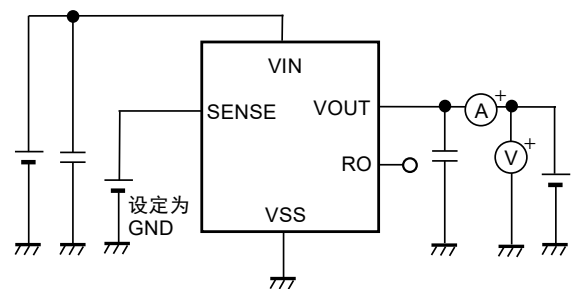 VIN
SENSE
VOUT
A
+
+
V
RO
设定为
GND
VSS